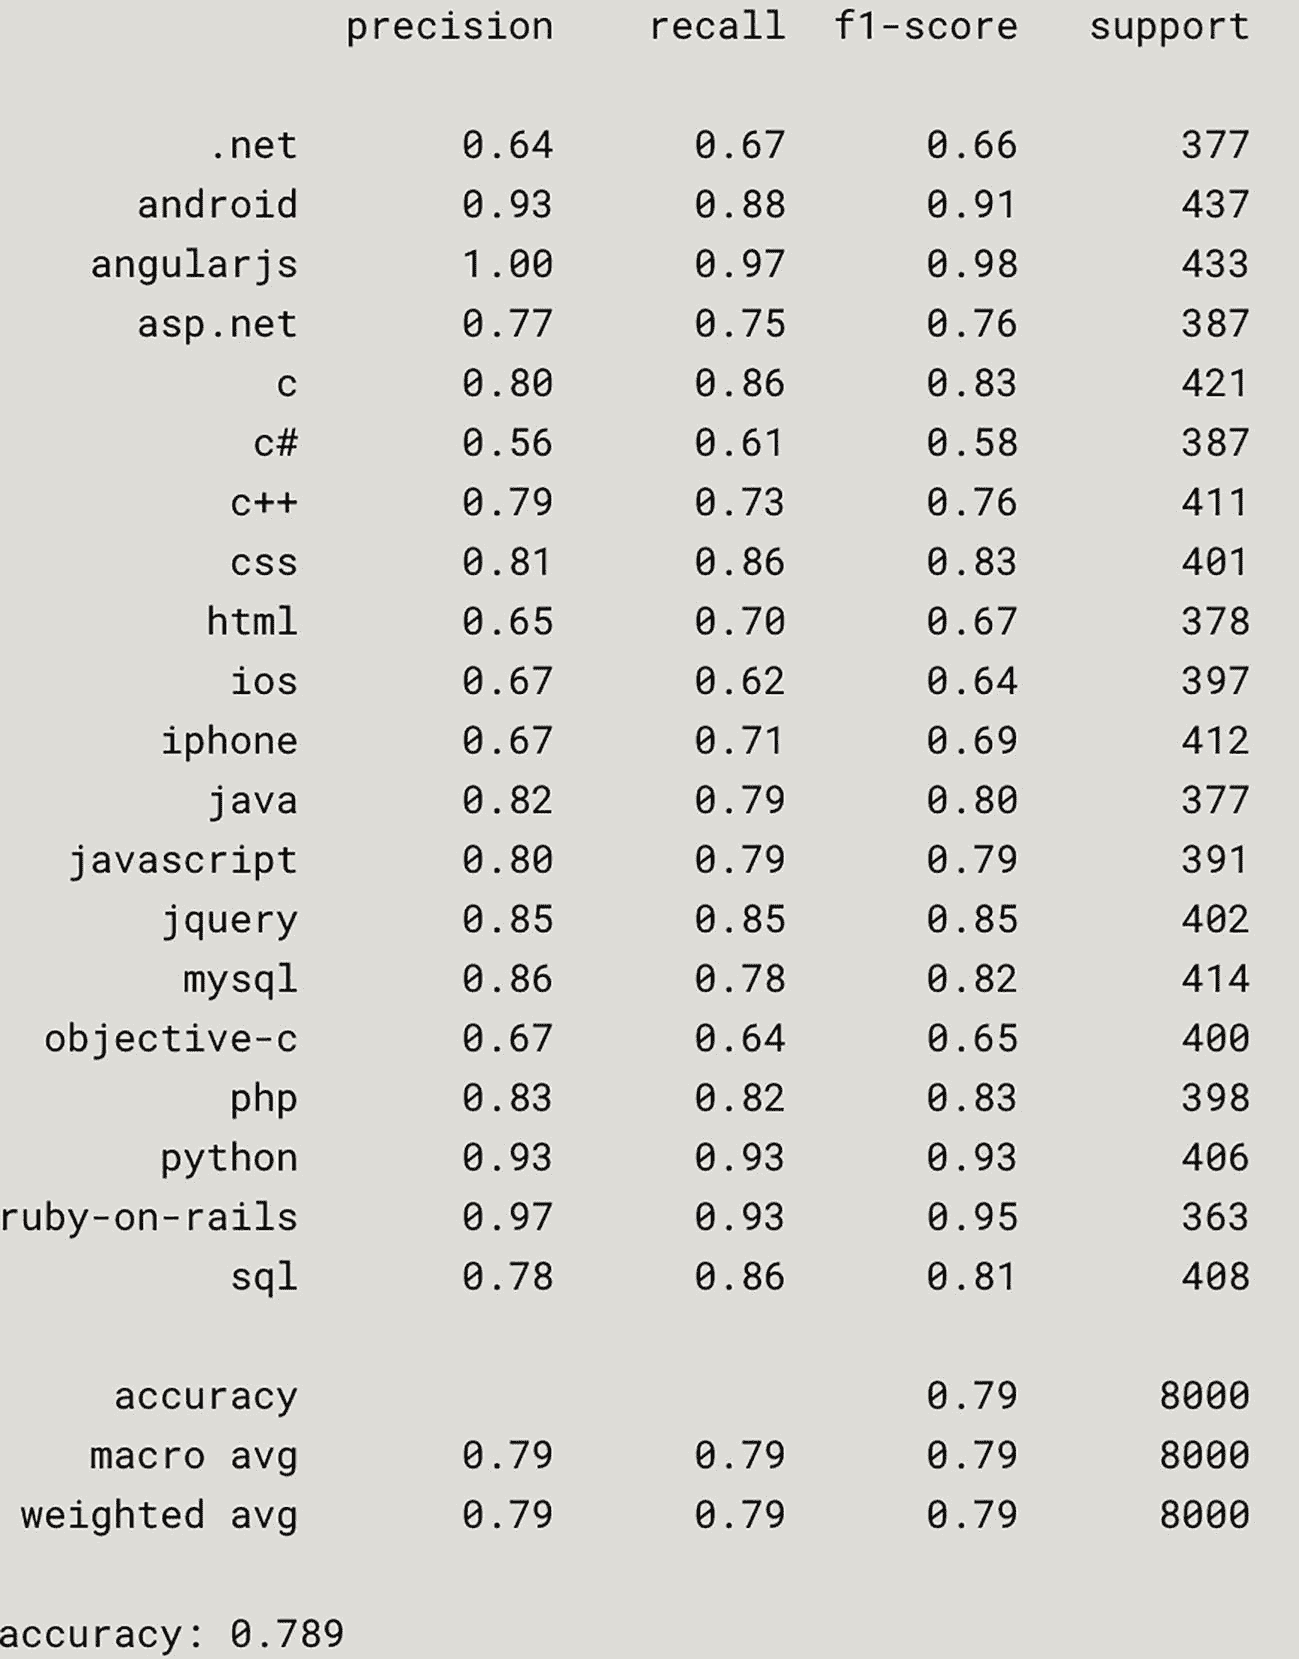 precision recall f1-score support
.net 0.64 0.67 0.66 377
android 0.93 0.88 0.91 437
angularjs 1.00 0.97 0.98 433
asp.net 0.77 0.75 0.76 387
c 0.80 0.86 0.83 421
c# 0.56 0.61 0.58 387
c++ 0.79 0.73 0.76 411
css 0.81 0.86 0.83 401
html 0.65 0.70 0.67 378
ios 0.67 0.62 0.64 397
iphone 0.67 0.71 0.69 412
java 0.82 0.79 0.80 377
javascript 0.80 0.79 0.79 391
jquery 0.85 0.85 0.85 402
mysql 0.86 0.78 0.82 414
objective-c 0.67 0.64 0.65 400
php 0.83 0.82 0.83 398
python 0.93 0.93 0.93 406
ruby-on-rails 0.97 0.93 0.95 363
sql 0.78 0.86 0.81 408
accuracy 0.79 8000
macro avg 0.79 0.79 0.79 8000
weighted avg 0.79 0.79 0.79 8000
accuracy: 0.789